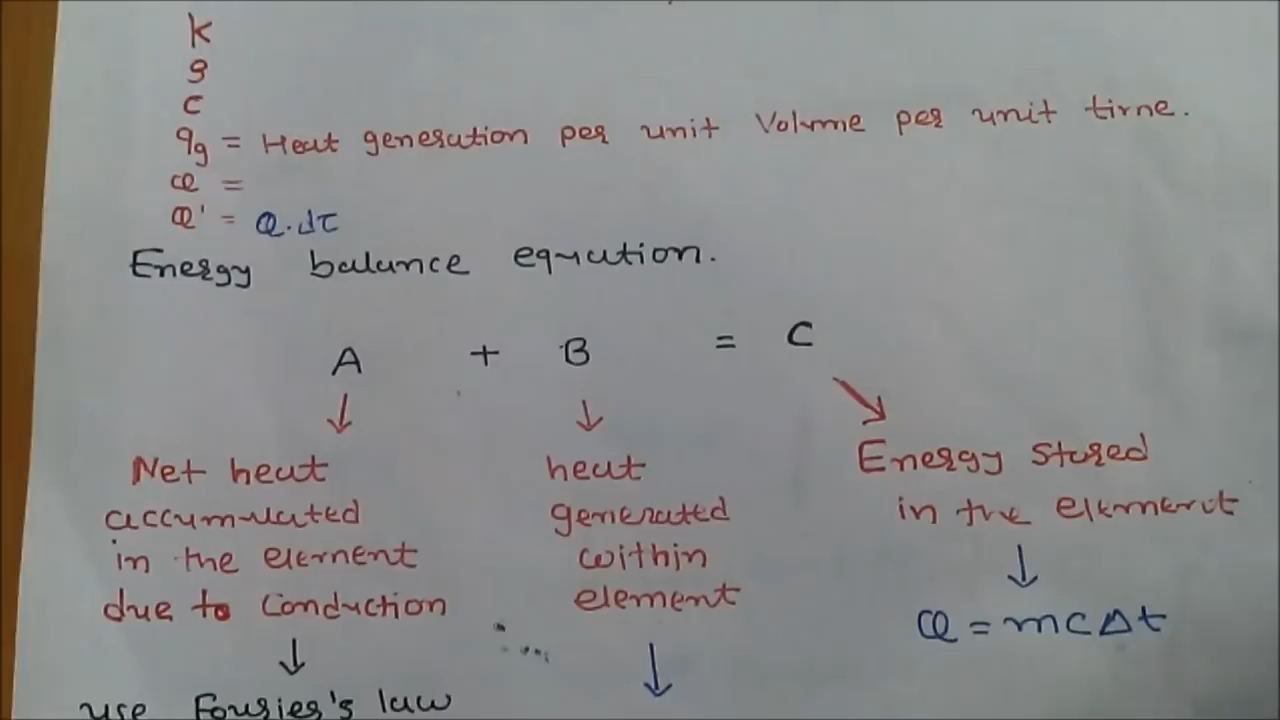 k
ρ
c
qg = Heat generation per unit Volume per unit time.
Q =
Q' = Q.dτ
Energy balance equation.
A + B = C
Net heat
accumulated
in the element
due to conduction
heat
generated
within
element
Energy stored
in the element
Q = mcΔt
use Fourier's law